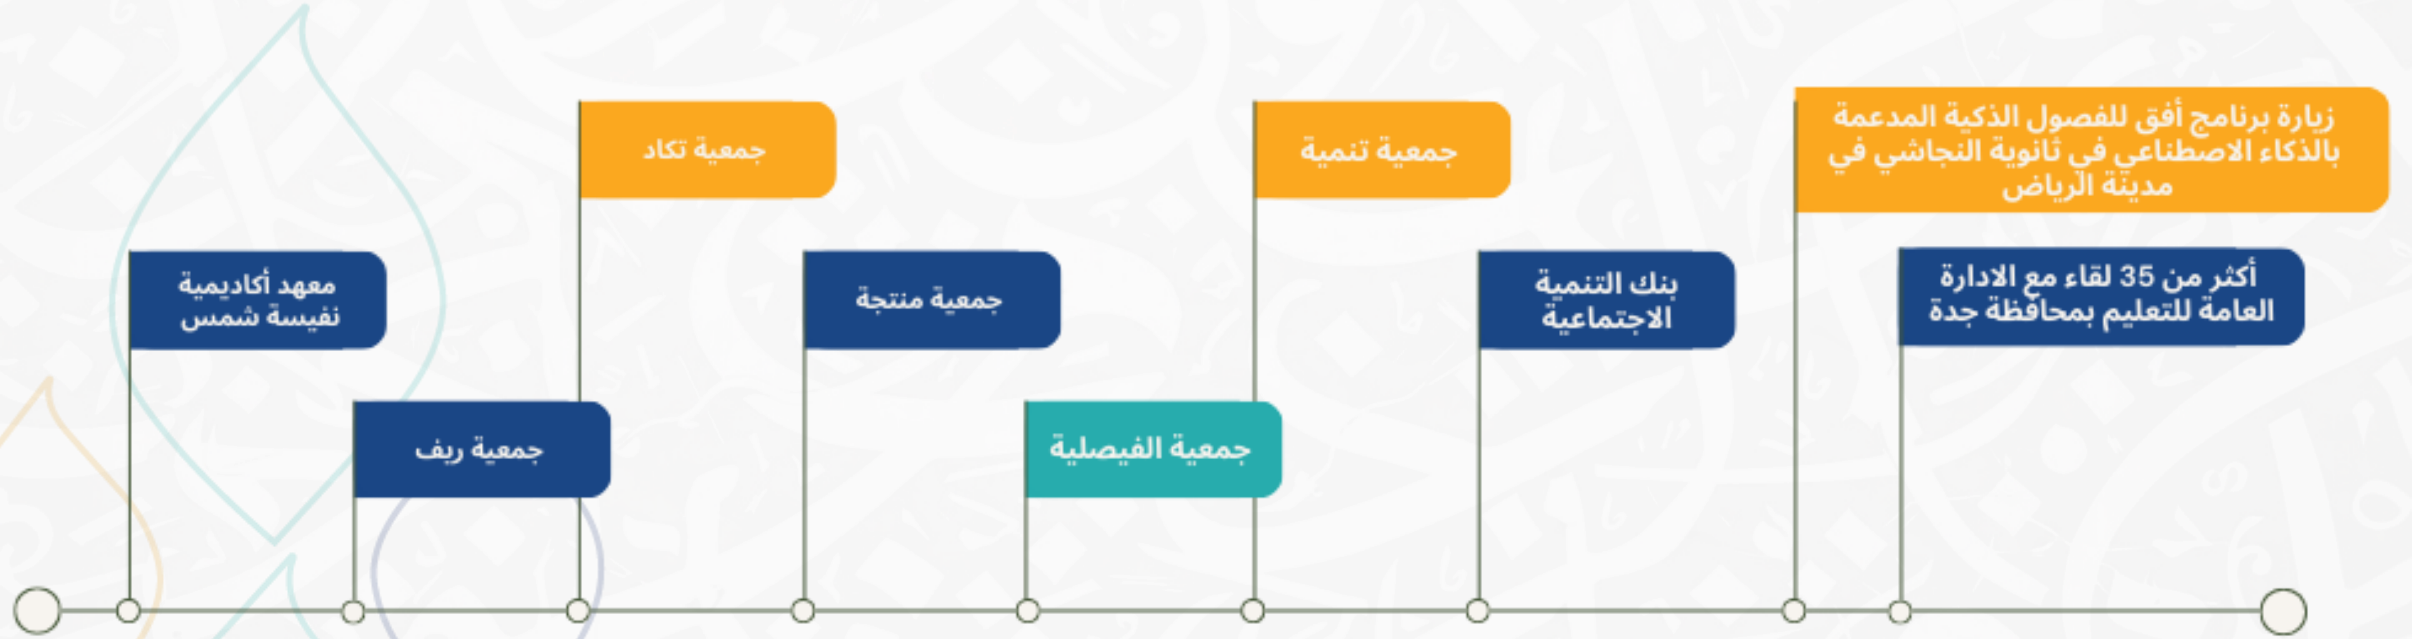 زيارة برنامج أفق للفصول الذكية المدعمة
بالذكاء الاصطناعي في ثانوية النجاشي في
مدينة الرياض
أكثر من 35 لقاء مع الادارة
العامة للتعليم بمحافظة جدة
بنك التنمية
الاجتماعية
جمعية تنمية
جمعية الفيصلية
جمعية منتجة
جمعية تكاد
جمعية ريف
معهد أكاديمية
نفيسة شمس